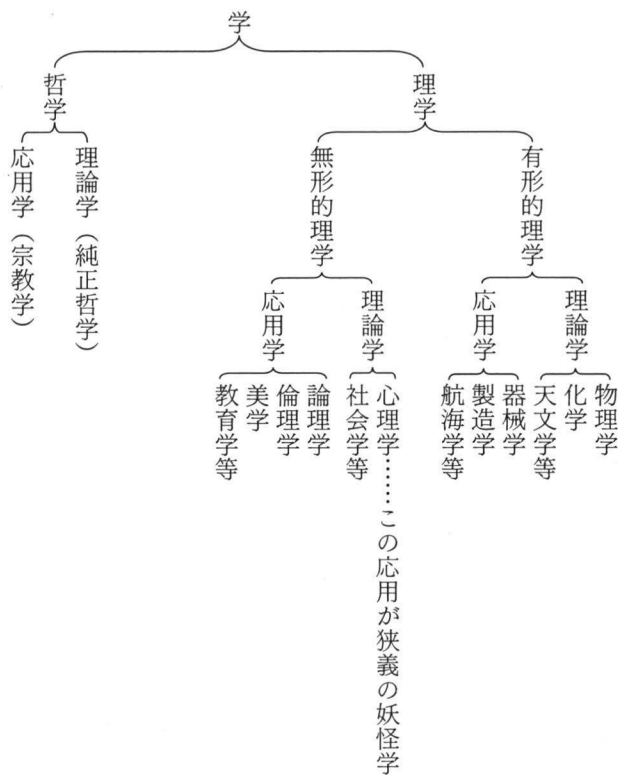 学
理学
哲学
有形的理学
無形的理学
理論学（純正哲学）
応用学（宗教学）
理論学
応用学
理論学
応用学
物理学
化学
天文学等
器械学
製造学
航海学等
心理学……この応用が狭義の妖怪学
社会学等
論理学
倫理学
美学
教育学等